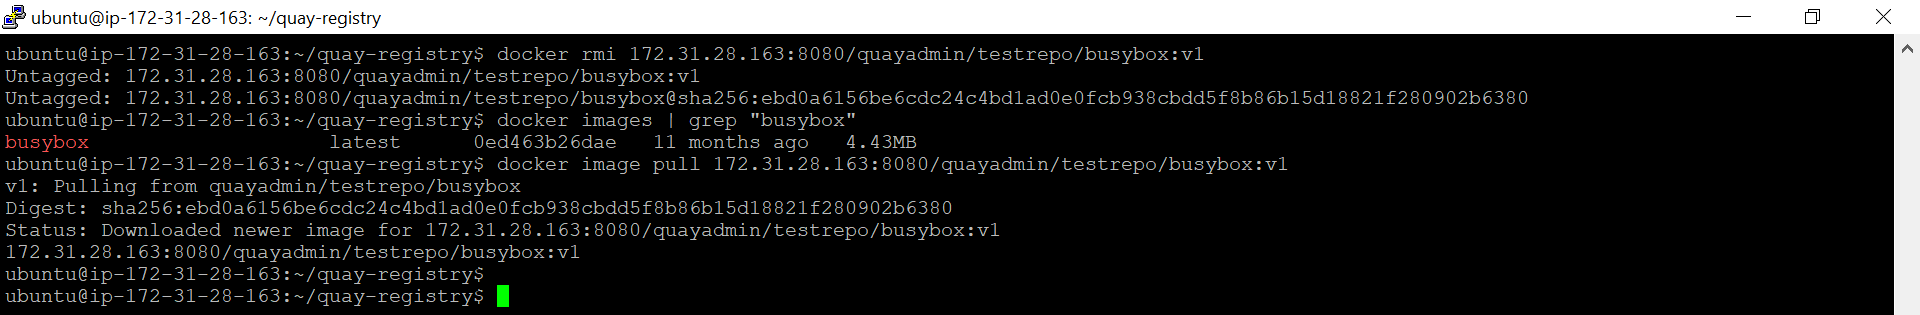 ubuntu@ip-172-31-28-163: ~/quay-registry
ubuntu@ip-172-31-28-163:~/quay-registry$ docker rmi 172.31.28.163:8080/quayadmin/testrepo/busybox:v1
Untagged: 172.31.28.163:8080/quayadmin/testrepo/busybox:v1
Untagged: 172.31.28.163:8080/quayadmin/testrepo/busybox@sha256:ebd0a6156be6cdc24c4bd1ad0e0fcb938cbdd5f8b86b15d18821f280902b6380
ubuntu@ip-172-31-28-163:~/quay-registry$ docker images | grep "busybox"
busybox                    latest      0ed463b26dae   11 months ago   4.43MB
ubuntu@ip-172-31-28-163:~/quay-registry$ docker image pull 172.31.28.163:8080/quayadmin/testrepo/busybox:v1
v1: Pulling from quayadmin/testrepo/busybox
Digest: sha256:ebd0a6156be6cdc24c4bd1ad0e0fcb938cbdd5f8b86b15d18821f280902b6380
Status: Downloaded newer image for 172.31.28.163:8080/quayadmin/testrepo/busybox:v1
172.31.28.163:8080/quayadmin/testrepo/busybox:v1
ubuntu@ip-172-31-28-163:~/quay-registry$
ubuntu@ip-172-31-28-163:~/quay-registry$